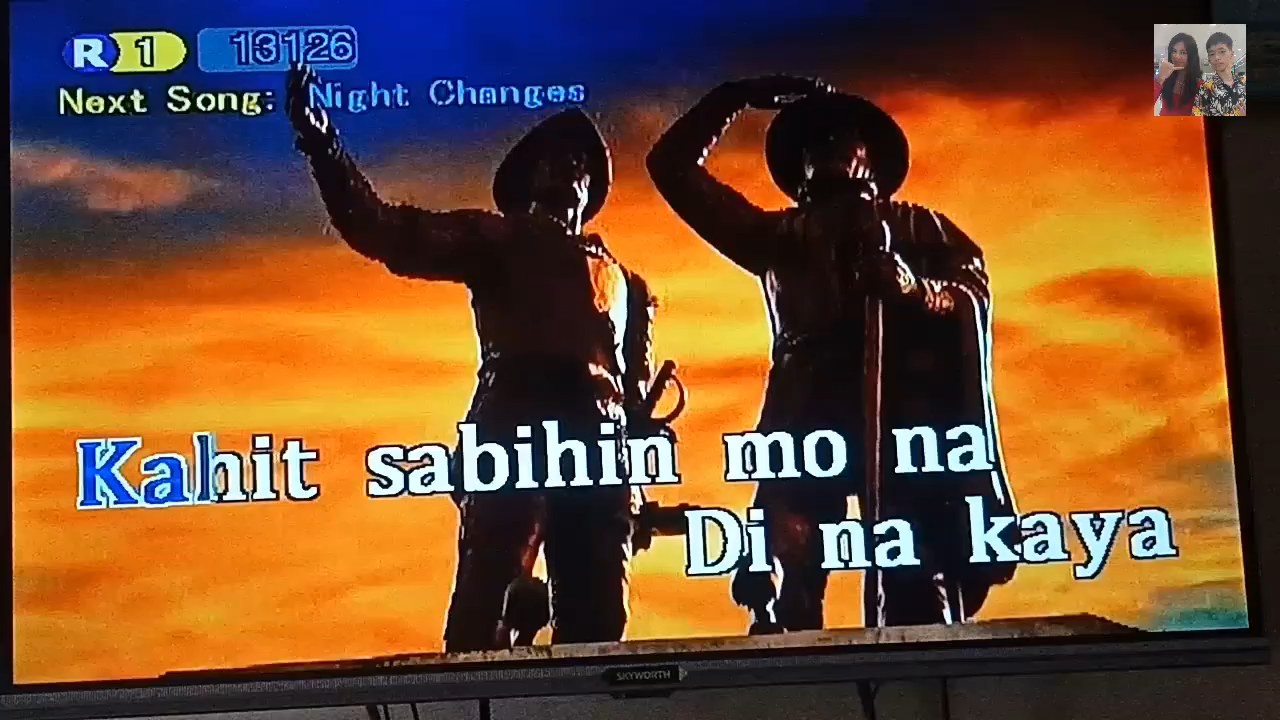 R 1 13126
Next Song: Night Changes
Kahit sabihin mo na
Di na kaya
SKYWORTH